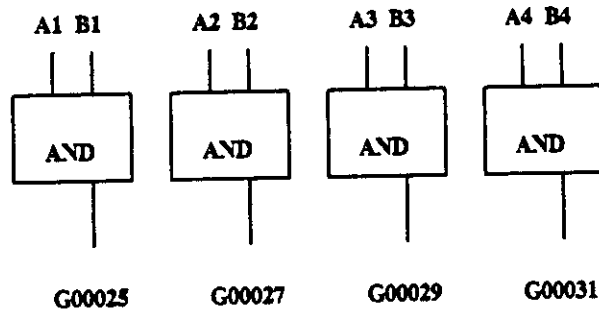 A1 B1 A2 B2 A3 B3 A4 B4
AND AND AND AND
G00025 G00027 G00029 G00031